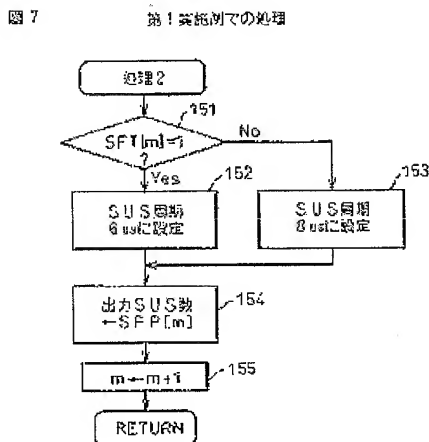 図7 第1実施例での処理
処理2
151
SFT[m]=1
?
No
Yes
152
153
SUS周期
6usに設定
SUS周期
8usに設定
出力SUS数
←SFP[m]
154
m←m+1
155
RETURN